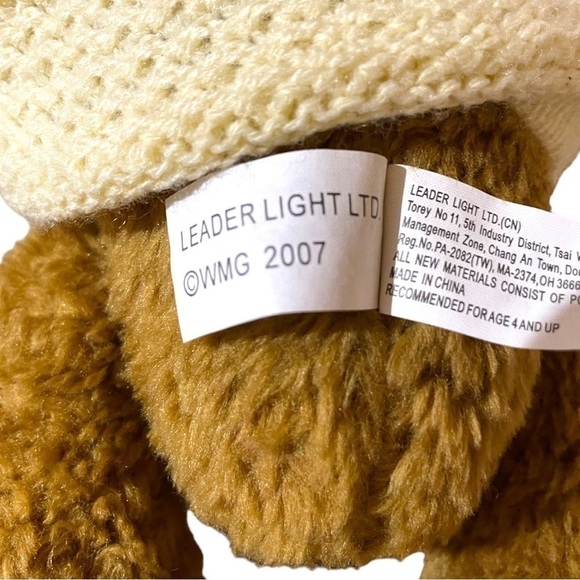 LEADER LIGHT LTD.
©WMG 2007
LEADER LIGHT LTD.(CN)
Torey No 11, 5th Industry District, Tsai
Management Zone, Chang An Town,
Reg.No.PA-2082(TW), MA-2374,OH
ALL NEW MATERIALS CONSIST OF
MADE IN CHINA
RECOMMENDED FOR AGE 4 AND UP